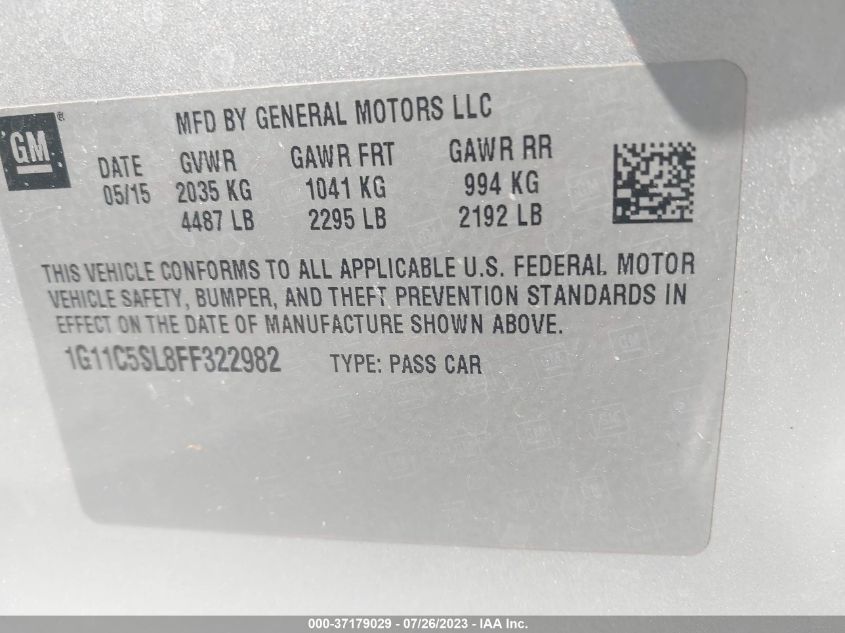 GM
®
MFD BY GENERAL MOTORS LLC
DATE GVWR GAWR FRT GAWR RR
05/15 2035 KG 1041 KG 994 KG
4487 LB 2295 LB 2192 LB
THIS VEHICLE CONFORMS TO ALL APPLICABLE U.S. FEDERAL MOTOR
VEHICLE SAFETY, BUMPER, AND THEFT PREVENTION STANDARDS IN
EFFECT ON THE DATE OF MANUFACTURE SHOWN ABOVE.
1G11C5SL8FF322982 TYPE: PASS CAR
000-37179029 - 07/26/2023 - IAA Inc.